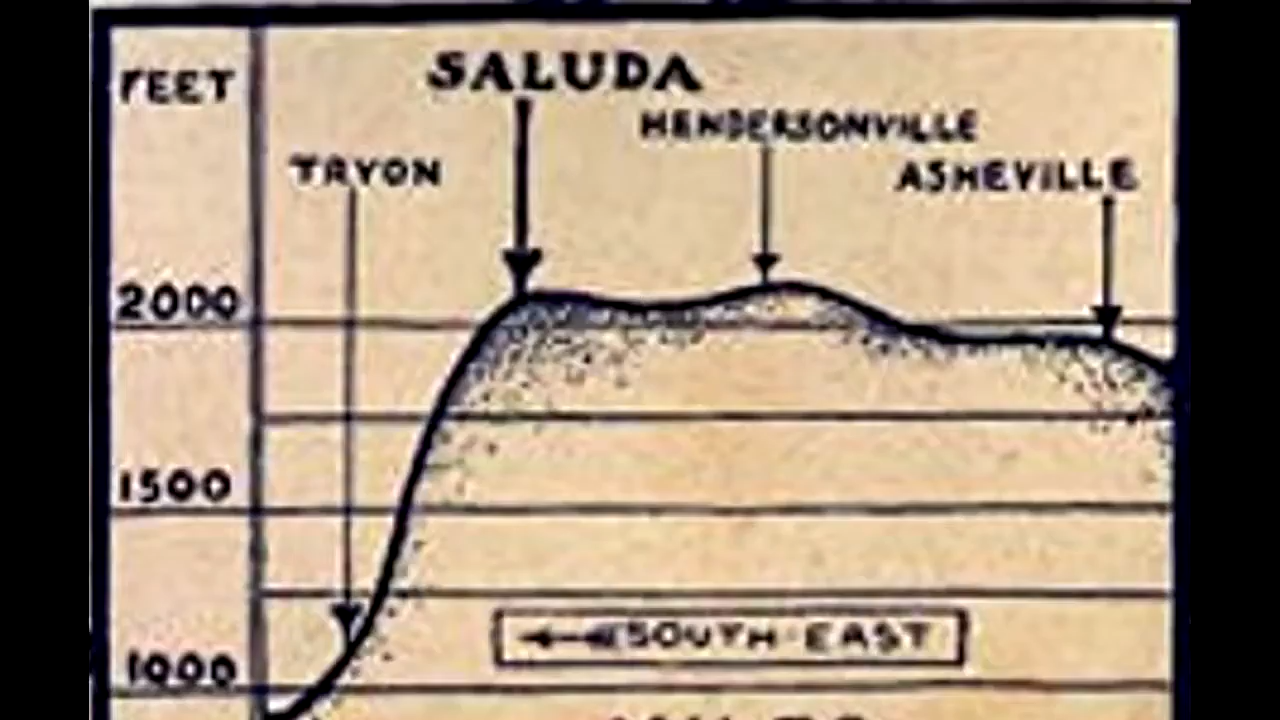 FEET
SALUDA
HENDERSONVILLE
TRYON
ASHEVILLE
2000
1500
SOUTH EAST
1000